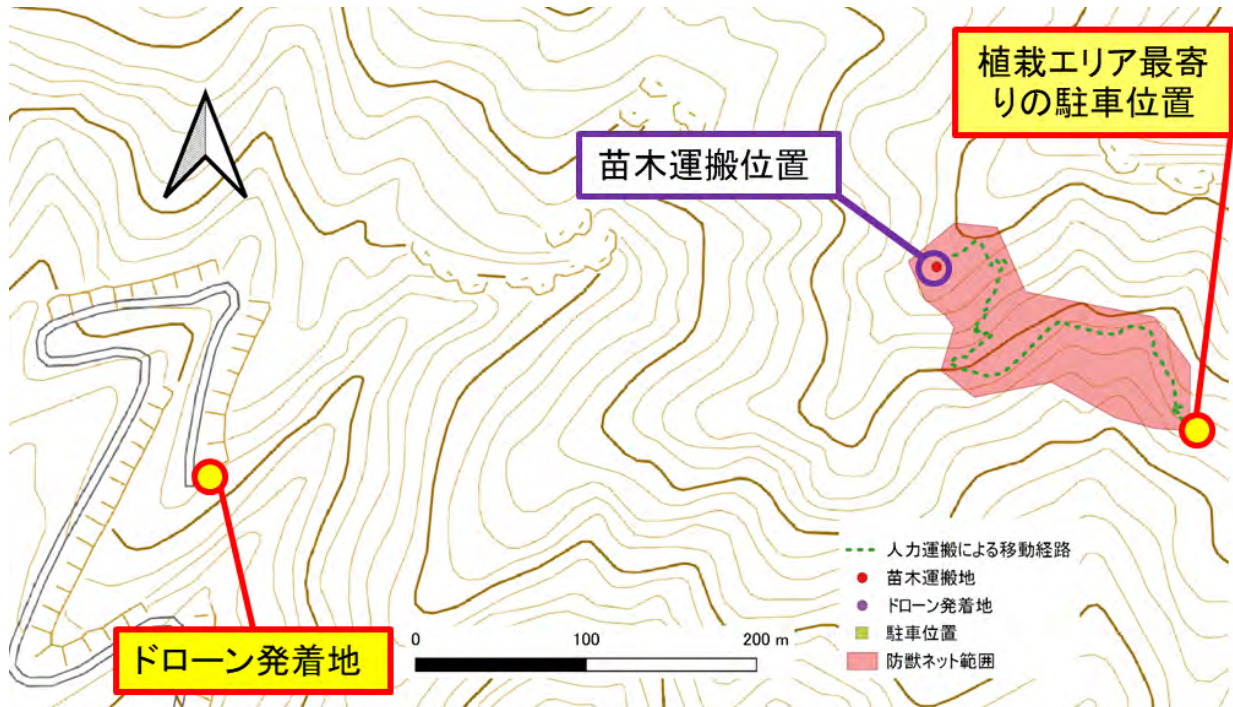 植栽エリア最寄
りの駐車位置
苗木運搬位置
ドローン発着地
0 100 200 m
人力運搬による移動経路
苗木運搬地
ドローン発着地
駐車位置
防獣ネット範囲